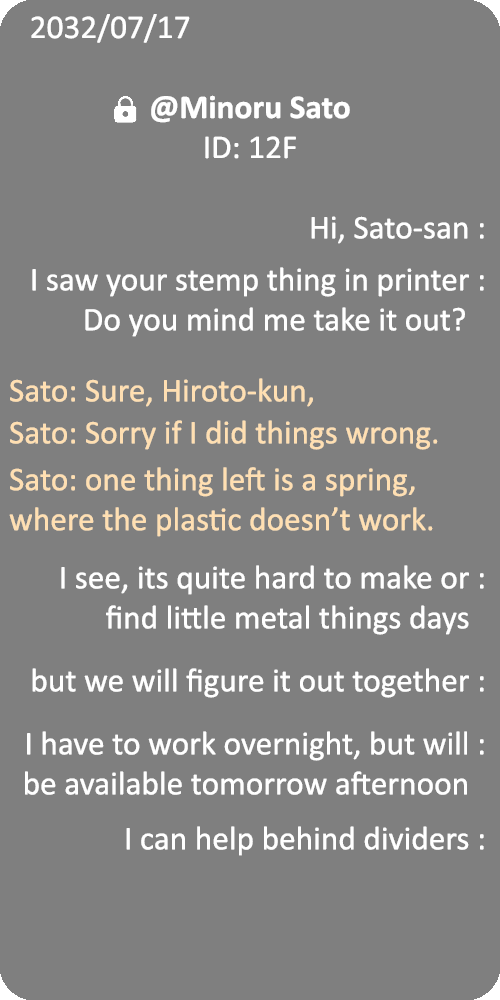 2032/07/17
@Minoru Sato
ID: 12F
Hi, Sato-san :
I saw your stemp thing in printer :
Do you mind me take it out?
Sato: Sure, Hiroto-kun,
Sato: Sorry if I did things wrong.
Sato: one thing left is a spring,
where the plastic doesn’t work.
I see, its quite hard to make or :
find little metal things days
but we will figure it out together :
I have to work overnight, but will :
be available tomorrow afternoon
I can help behind dividers :